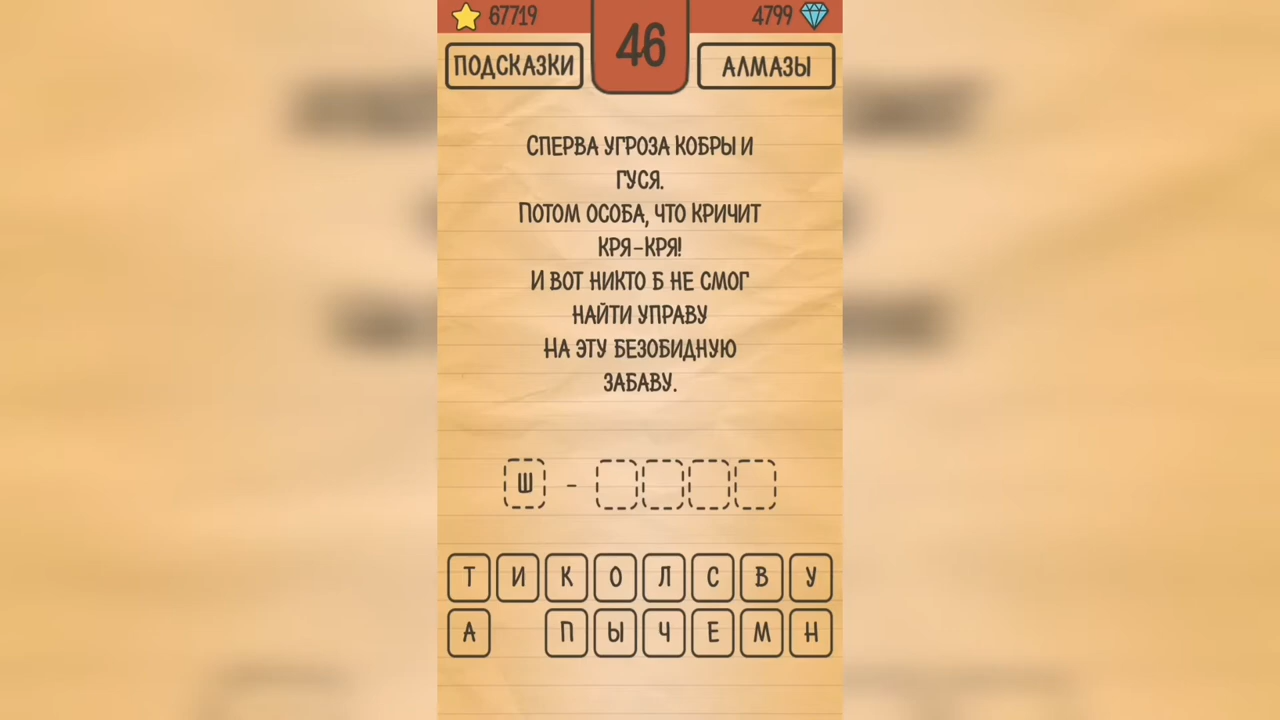 67719
46
4799
ПОДСКАЗКИ
АЛМАЗЫ
СПЕРВА УГРОЗА КОБРЫ И
ГУСЯ.
ПОТОМ ОСОБА, ЧТО КРИЧИТ
КРЯ-КРЯ!
И ВОТ НИКТО Б НЕ СМОГ
НАЙТИ УПРАВУ
НА ЭТУ БЕЗОБИДНУЮ
ЗАБАВУ.
Ш -
Т И К О Л С В У
А П Ы Ч Е М Н